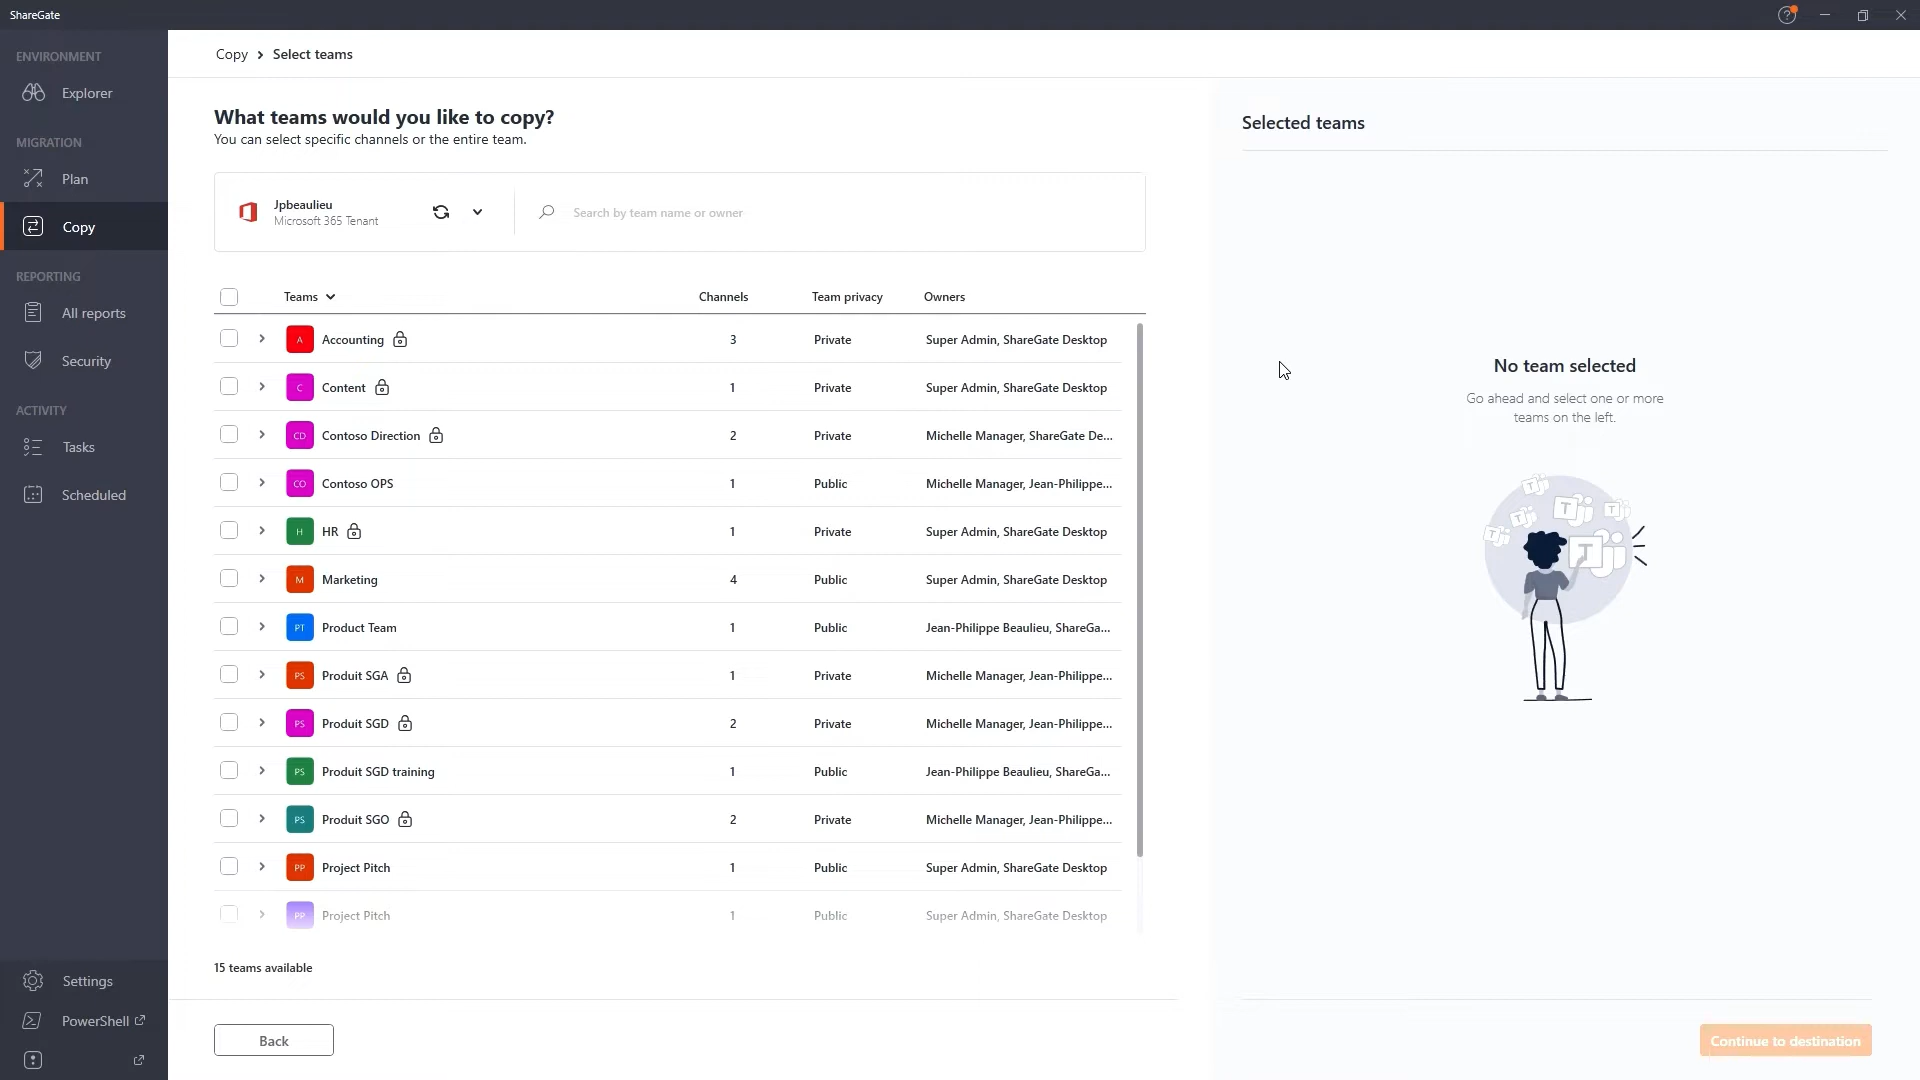 ShareGate
ENVIRONMENT
Explorer
MIGRATION
Plan
Copy
REPORTING
All reports
Security
ACTIVITY
Tasks
Scheduled
Settings
PowerShell
Copy > Select teams
What teams would you like to copy?
You can select specific channels or the entire team.
Jpbeaulieu
Microsoft 365 Tenant
Search by team name or owner
Teams Channels Team privacy Owners
A Accounting 3 Private Super Admin, ShareGate Desktop
C Content 1 Private Super Admin, ShareGate Desktop
CD Contoso Direction 2 Private Michelle Manager, ShareGate De...
CO Contoso OPS 1 Public Michelle Manager, Jean-Philippe...
H HR 1 Private Super Admin, ShareGate Desktop
M Marketing 4 Public Super Admin, ShareGate Desktop
PT Product Team 1 Public Jean-Philippe Beaulieu, ShareGa...
PS Produit SGA 1 Private Michelle Manager, Jean-Philippe...
PS Produit SGD 2 Private Michelle Manager, Jean-Philippe...
PS Produit SGD training 1 Public Jean-Philippe Beaulieu, ShareGa...
PS Produit SGO 2 Private Michelle Manager, Jean-Philippe...
PP Project Pitch 1 Public Super Admin, ShareGate Desktop
PP Project Pitch 1 Public Super Admin, ShareGate Desktop
15 teams available
Back
Selected teams
No team selected
Go ahead and select one or more
teams on the left.
Continue to destination